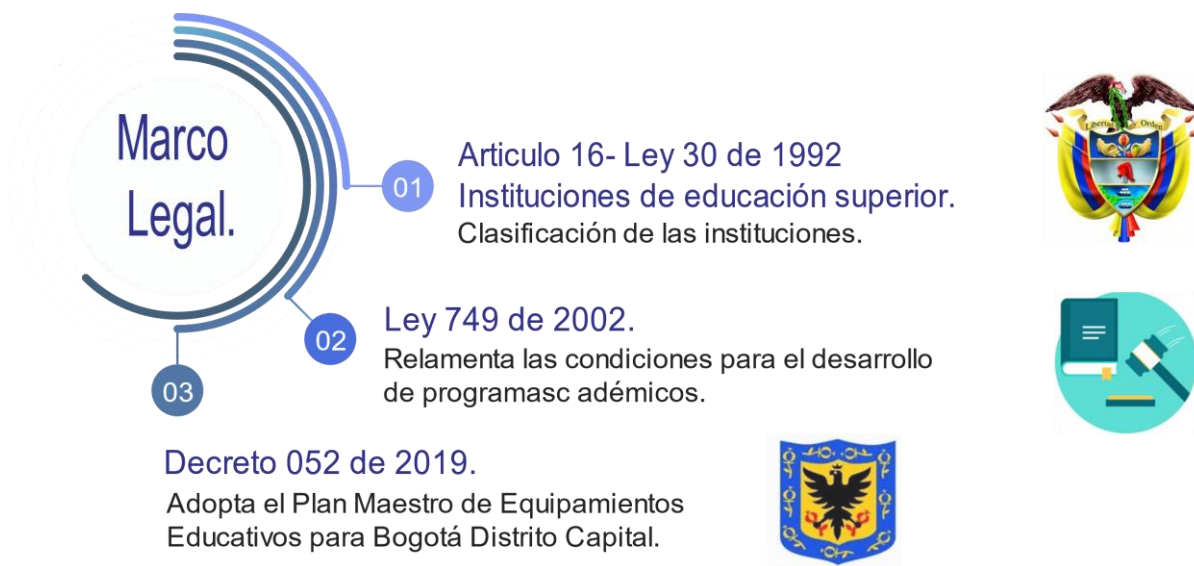 Marco
Legal.
01
Articulo 16- Ley 30 de 1992
Instituciones de educación superior.
Clasificación de las instituciones.
02
Ley 749 de 2002.
Relamenta las condiciones para el desarrollo
de programasc adémicos.
03
Decreto 052 de 2019.
Adopta el Plan Maestro de Equipamientos
Educativos para Bogotá Distrito Capital.
Libertad y Orden